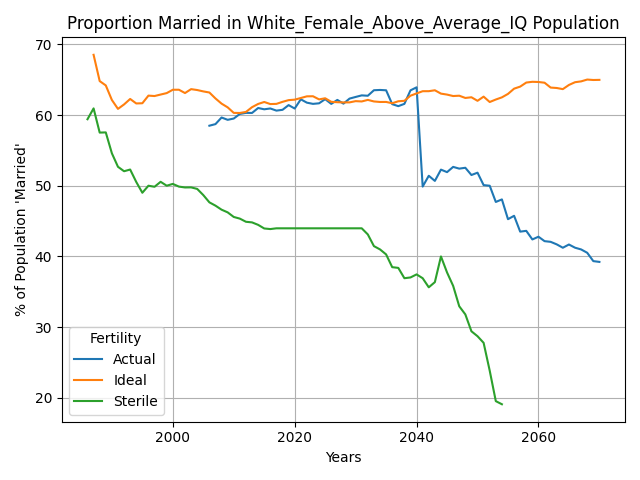 Proportion Married in White_Female_Above_Average_IQ Population
% of Population 'Married'
70
60
50
40
30
20
Fertility
Actual
Ideal
Sterile
2000
2020
2040
2060
Years